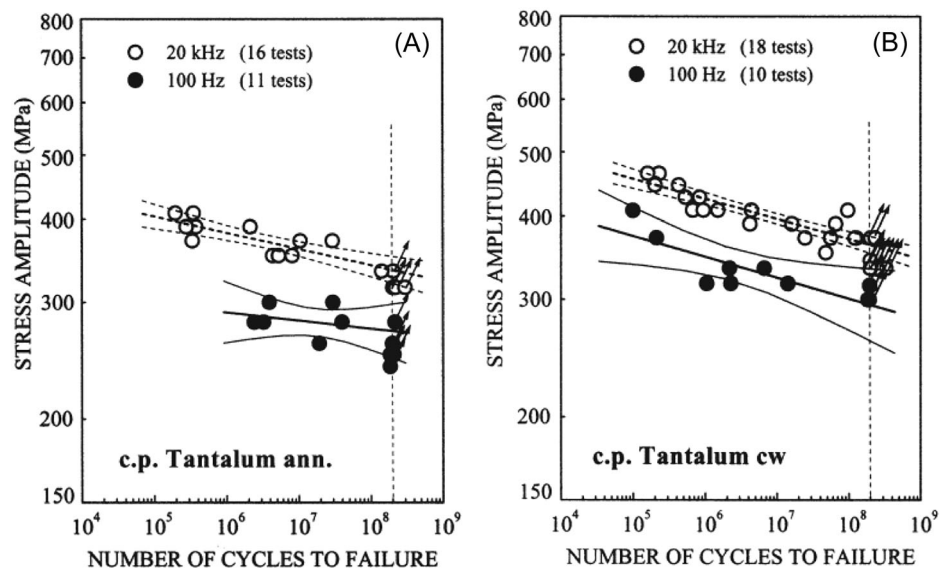 (A)
20 kHz (16 tests)
100 Hz (11 tests)
STRESS AMPLITUDE (MPa)
800
700
600
500
400
300
200
150
c.p. Tantalum ann.
10^4 10^5 10^6 10^7 10^8 10^9
NUMBER OF CYCLES TO FAILURE
(B)
20 kHz (18 tests)
100 Hz (10 tests)
STRESS AMPLITUDE (MPa)
800
700
600
500
400
300
200
150
c.p. Tantalum cw
10^4 10^5 10^6 10^7 10^8 10^9
NUMBER OF CYCLES TO FAILURE